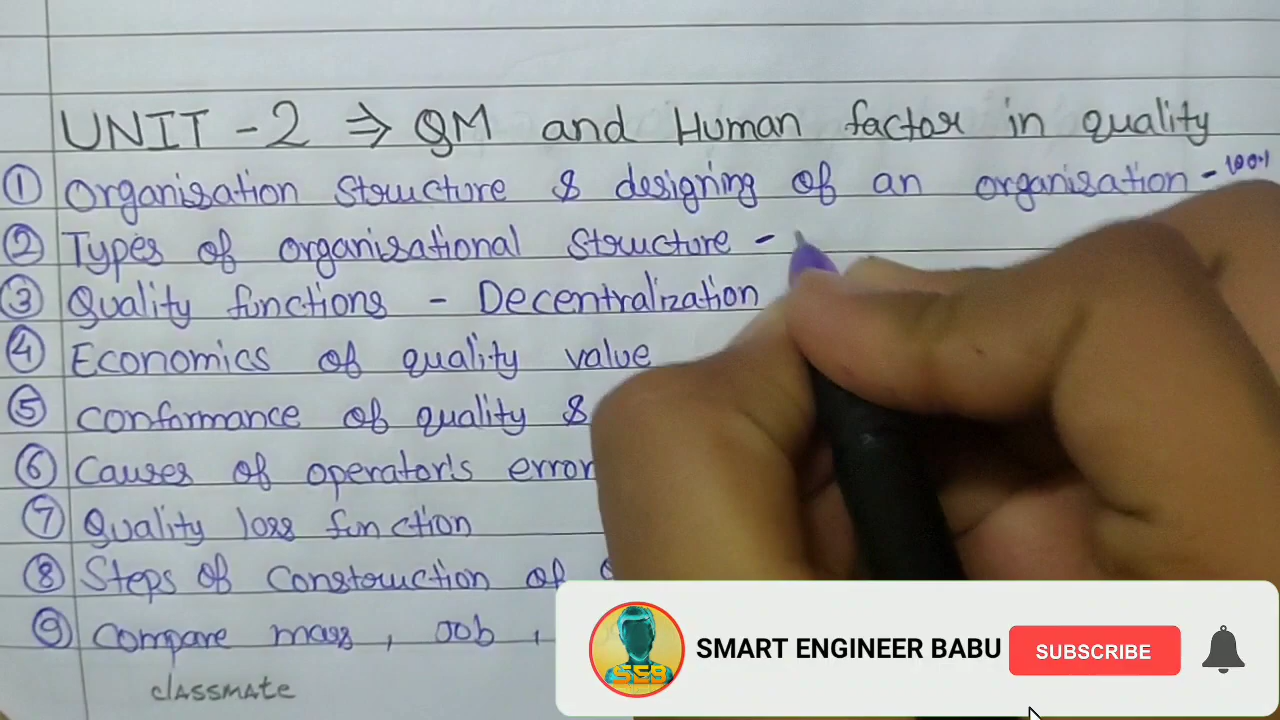 UNIT - 2 ⇒ QM and Human factor in quality
① Organisation Structure & designing of an organisation - 100%
② Types of organisational Structure -
③ Quality functions - Decentralization
④ Economics of quality value
⑤ Conformance of quality &
⑥ Causes of operator's error
⑦ Quality loss function
⑧ Steps of Construction of
⑨ Compare mass, Job,
classmate
SEB
SMART ENGINEER BABU SUBSCRIBE